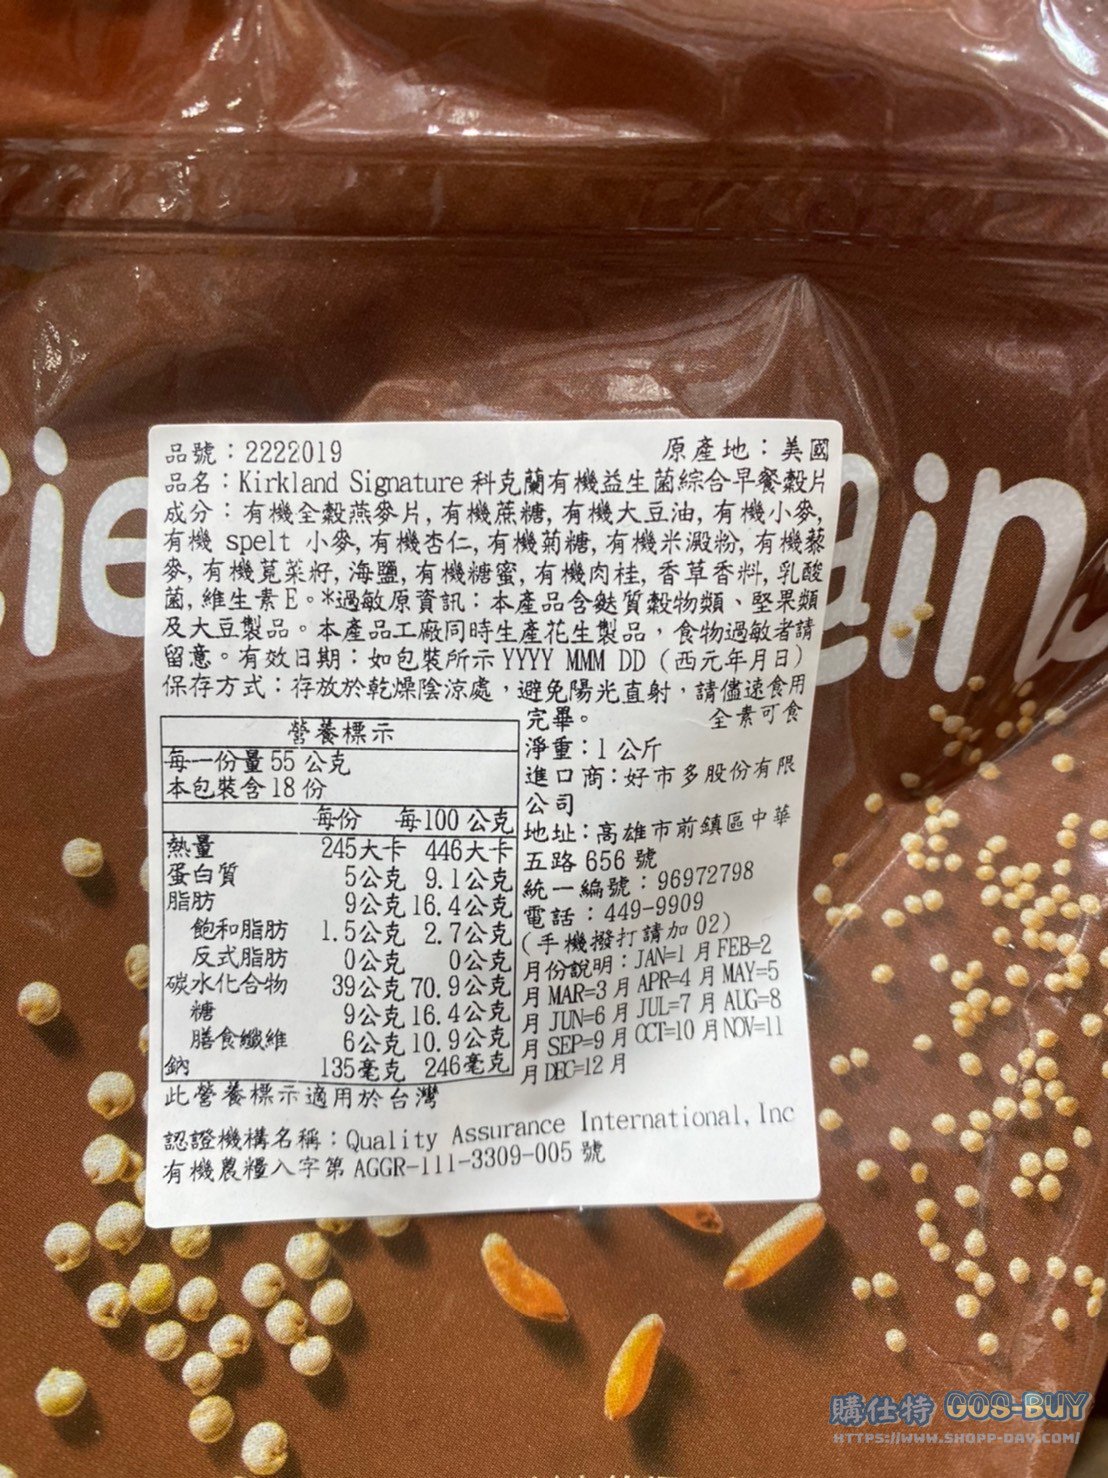 ie
ain
品號：2222019 原產地：美國
品名：Kirkland Signature 科克蘭有機益生菌綜合早餐穀片
成分：有機全穀燕麥片, 有機蔗糖, 有機大豆油, 有機小麥,
有機 spelt 小麥, 有機杏仁, 有機菊糖, 有機米澱粉, 有機藜
麥, 有機莧菜籽, 海鹽, 有機糖蜜, 有機肉桂, 香草香料, 乳酸
菌, 維生素E。*過敏原資訊：本產品含麩質穀物類、堅果類
及大豆製品。本產品工廠同時生產花生製品，食物過敏者請
留意。有效日期：如包裝所示 YYYY MMM DD (西元年月日)
保存方式：存放於乾燥陰涼處，避免陽光直射，請儘速食用
完畢。 全素可食
淨重：1 公斤
進口商：好市多股份有限
公司
地址：高雄市前鎮區中華
五路 656 號
統一編號：96972798
電話：449-9909
(手機撥打請加 02)
月份說明：JAN=1 月 FEB=2
月 MAR=3 月 APR=4 月 MAY=5
月 JUN=6 月 JUL=7 月 AUG=8
月 SEP=9 月 OCT=10 月 NOV=11
月 DEC=12 月
營養標示
每一份量 55 公克
本包裝含 18 份
每份 每100 公克
熱量 245大卡 446大卡
蛋白質 5公克 9.1公克
脂肪 9公克 16.4公克
飽和脂肪 1.5公克 2.7公克
反式脂肪 0公克 0公克
碳水化合物 39公克 70.9公克
糖 9公克 16.4公克
膳食纖維 6公克 10.9公克
鈉 135毫克 246毫克
此營養標示適用於台灣
認證機構名稱：Quality Assurance International, Inc
有機農糧入字第 AGGR-111-3309-005 號
購仕特 GOS-BUY
HTTPS://WWW.SHOPP-DAY.COM/